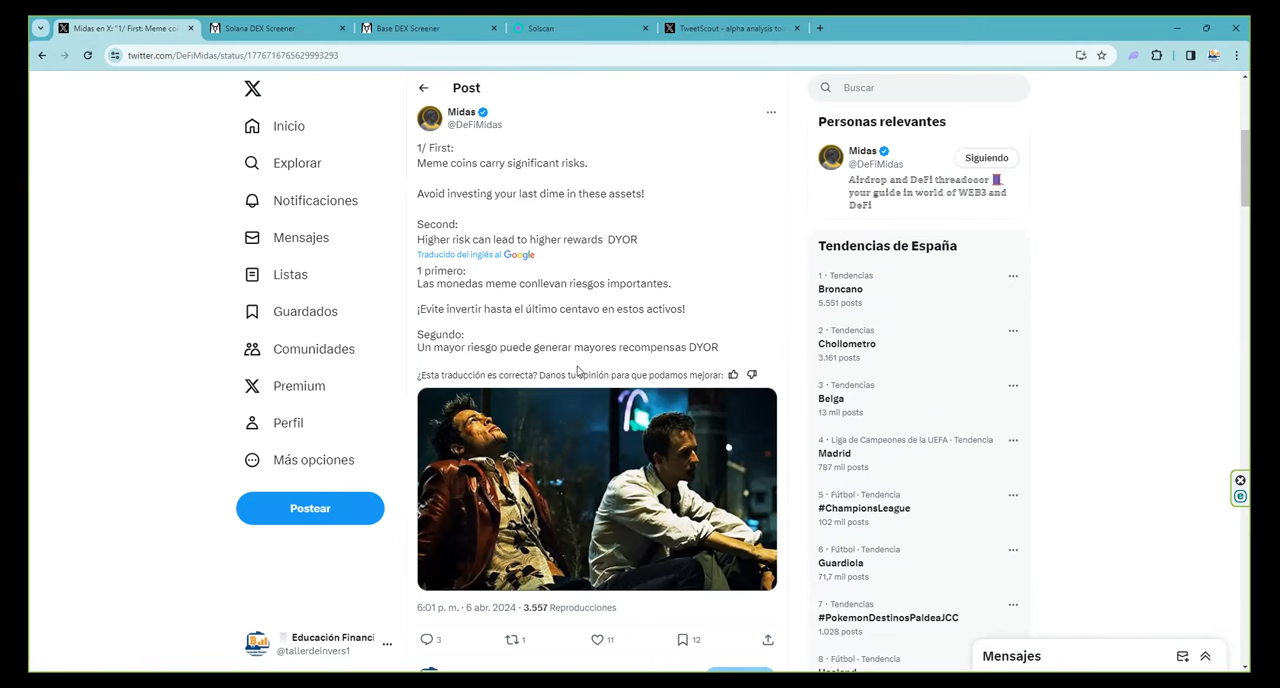 Midas en X: "1/ First: Meme coi
Solana DEX Screener
Base DEX Screener
Solscan
TweetScout - alpha analysis too
twitter.com/DeFiMidas/status/1776716765629993293
Inicio
Explorar
Notificaciones
Mensajes
Listas
Guardados
Comunidades
Premium
Perfil
Más opciones
Postear
Educación Financi
@tallerdeinvers1
Post
Midas
@DeFiMidas
1/ First:
Meme coins carry significant risks.
Avoid investing your last dime in these assets!
Second:
Higher risk can lead to higher rewards DYOR
Traducido del inglés al Google
1 primero:
Las monedas meme conllevan riesgos importantes.
¡Evite invertir hasta el último centavo en estos activos!
Segundo:
Un mayor riesgo puede generar mayores recompensas DYOR
¿Esta traducción es correcta? Danos tu opinión para que podamos mejorar:
6:01 p. m. · 6 abr. 2024 · 3.557 Reproducciones
3 1 11 12
Buscar
Personas relevantes
Midas
@DeFiMidas
Siguiendo
Airdrop and DeFi threadooor
your guide in world of WEB3 and
DeFi
Tendencias de España
1 · Tendencias
Broncano
5.551 posts
2 · Tendencias
Chollometro
3.161 posts
3 · Tendencias
Belga
13 mil posts
4 · Liga de Campeones de la UEFA · Tendencia
Madrid
787 mil posts
5 · Fútbol · Tendencia
#ChampionsLeague
102 mil posts
6 · Fútbol · Tendencia
Guardiola
71,7 mil posts
7 · Tendencias
#PokemonDestinosPaldeaJCC
1.028 posts
8 · Fútbol · Tendencia
Mensajes